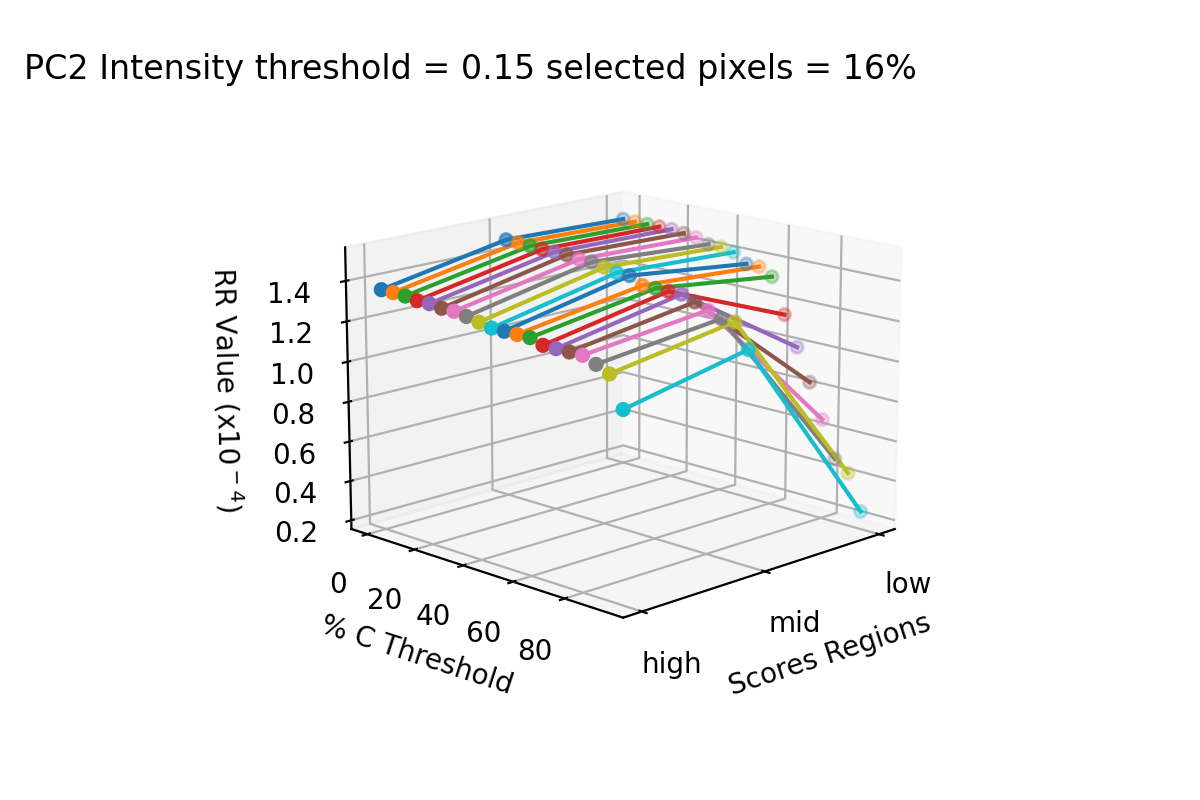 PC2 Intensity threshold = 0.15 selected pixels = 16%
RR Value (x10⁻⁴)
1.4
1.2
1.0
0.8
0.6
0.4
0.2
0
20
40
60
80
% C Threshold
high
mid
low
Scores Regions